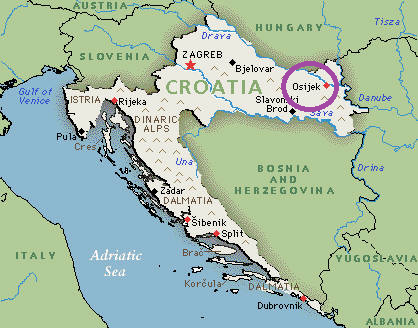 AUSTRIA
HUNGARY
Tisza
Drava
ZAGREB
SLOVENIA
Bjelovar
Gulf of
Venice
CROATIA
Osijek
ISTRIA
Rijeka
Slavonski
Brod
Danube
Sava
DINARIC
ALPS
Pula
Cres
Una
Drina
BOSNIA
AND
HERZEGOVINA
Zadar
DALMATIA
Šibenik
Split
ITALY
Adriatic
Sea
Brač
YUGOSLAVIA
Korčula
DALMATIA
Dubrovnik
ALBANIA